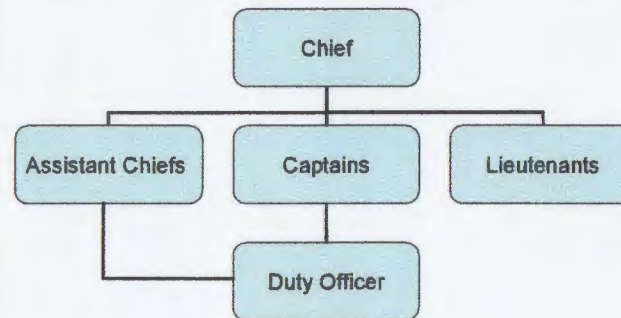 Chief
Assistant Chiefs
Captains
Lieutenants
Duty Officer